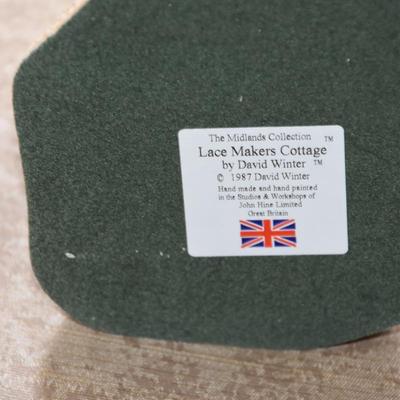 The Midlands Collection TM
Lace Makers Cottage
by David Winter TM
© 1987 David Winter
Hand made and hand painted
in the Studios & Workshops of
John Hine Limited
Great Britain